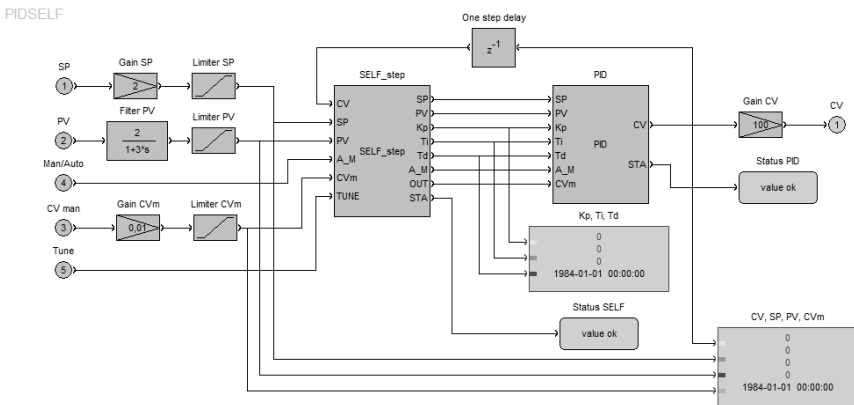 PIDSELF
One step delay
z-1
SP
Gain SP
Limiter SP
SELF_step
PID
1
2
CV
SP
PV
A_M
CVm
TUNE
SELF_step
SP
PV
Kp
Ti
Td
A_M
OUT
STA
SP
PV
Kp
Ti
Td
A_M
CVm
PID
CV
STA
Gain CV
100
CV
1
PV
Filter PV
Limiter PV
2
2
1+3*s
Man/Auto
4
Status PID
value ok
CV man
Gain CVm
Limiter CVm
3
0,01
Kp, Ti, Td
0
0
0
1984-01-01 00:00:00
Tune
5
Status SELF
value ok
CV, SP, PV, CVm
0
0
0
0
1984-01-01 00:00:00